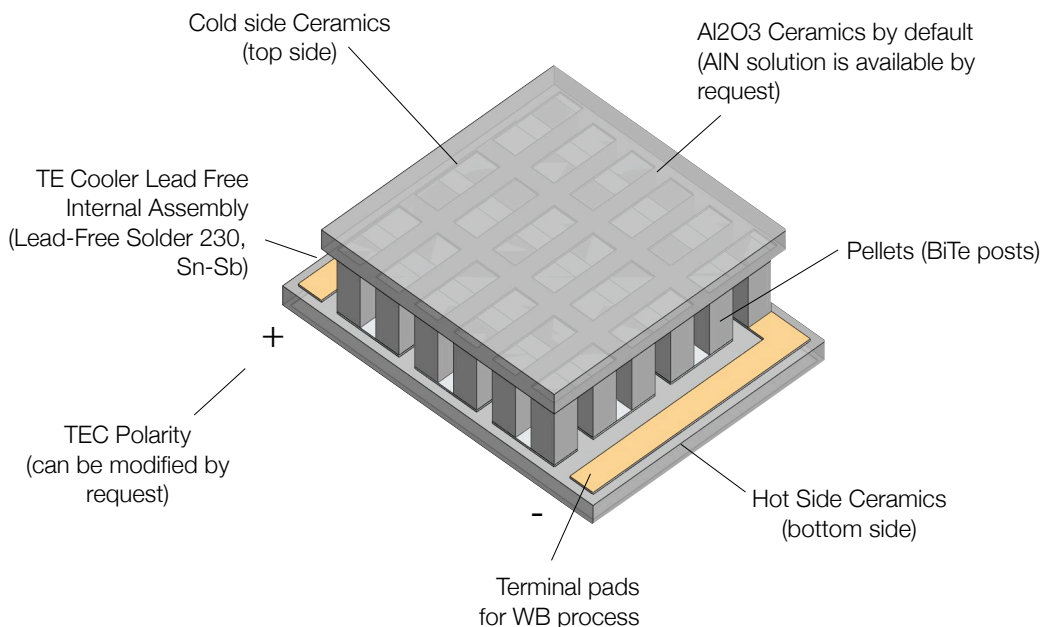 Cold side Ceramics
(top side)
Al2O3 Ceramics by default
(AlN solution is available by
request)
TE Cooler Lead Free
Internal Assembly
(Lead-Free Solder 230,
Sn-Sb)
Pellets (BiTe posts)
+
TEC Polarity
(can be modified by
request)
-
Hot Side Ceramics
(bottom side)
Terminal pads
for WB process